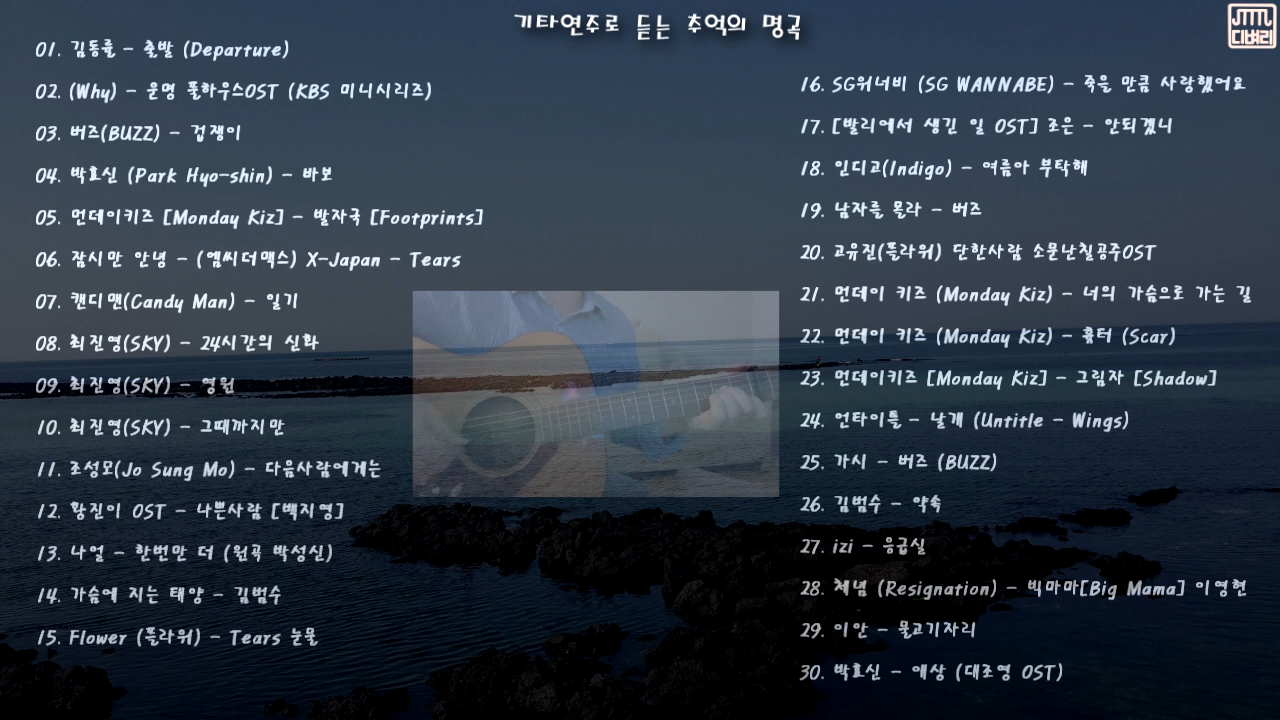 기타연주로 듣는 추억의 명곡
디벼리
01. 김동률 - 출발 (Departure)
02. (Why) - 운명 풀하우스OST (KBS 미니시리즈)
03. 버즈(BUZZ) - 겁쟁이
04. 박효신 (Park Hyo-shin) - 바보
05. 먼데이키즈 [Monday Kiz] - 발자국 [Footprints]
06. 잠시만 안녕 - (엠씨더맥스) X-Japan - Tears
07. 캔디맨(Candy Man) - 일기
08. 최진영(SKY) - 24시간의 신화
09. 최진영(SKY) - 영원
10. 최진영(SKY) - 그때까지만
11. 조성모(Jo Sung Mo) - 다음사람에게는
12. 황진이 OST - 나쁜사람 [백지영]
13. 나얼 - 한번만 더 (원곡 박성신)
14. 가슴에 지는 태양 - 김범수
15. Flower (플라워) - Tears 눈물
16. SG워너비 (SG WANNABE) - 죽을 만큼 사랑했어요
17. [발리에서 생긴 일 OST] 조은 - 안되겠니
18. 인디고(Indigo) - 여름아 부탁해
19. 남자를 몰라 - 버즈
20. 고유진(플라워) 단한사람 소문난칠공주OST
21. 먼데이 키즈 (Monday Kiz) - 너의 가슴으로 가는 길
22. 먼데이 키즈 (Monday Kiz) - 흉터 (Scar)
23. 먼데이키즈 [Monday Kiz] - 그림자 [Shadow]
24. 언타이틀 - 날개 (Untitle - Wings)
25. 가시 - 버즈 (BUZZ)
26. 김범수 - 약속
27. izi - 응급실
28. 체념 (Resignation) - 빅마마[Big Mama] 이영현
29. 이안 - 물고기자리
30. 박효신 - 애상 (대조영 OST)